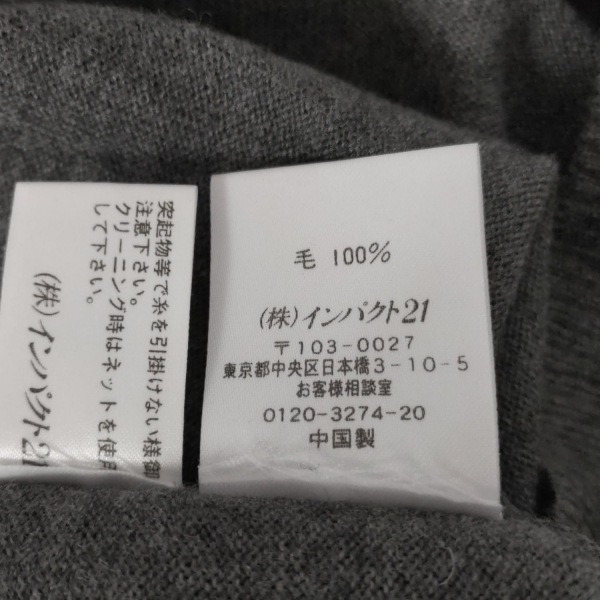 突起物等で糸を引掛けない様御
注意下さい。
クリーニング時はネットを使用
して下さい。
(株)インパクト21
毛 100%
(株)インパクト21
〒103-0027
東京都中央区日本橋3-10-5
お客様相談室
0120-3274-20
中国製